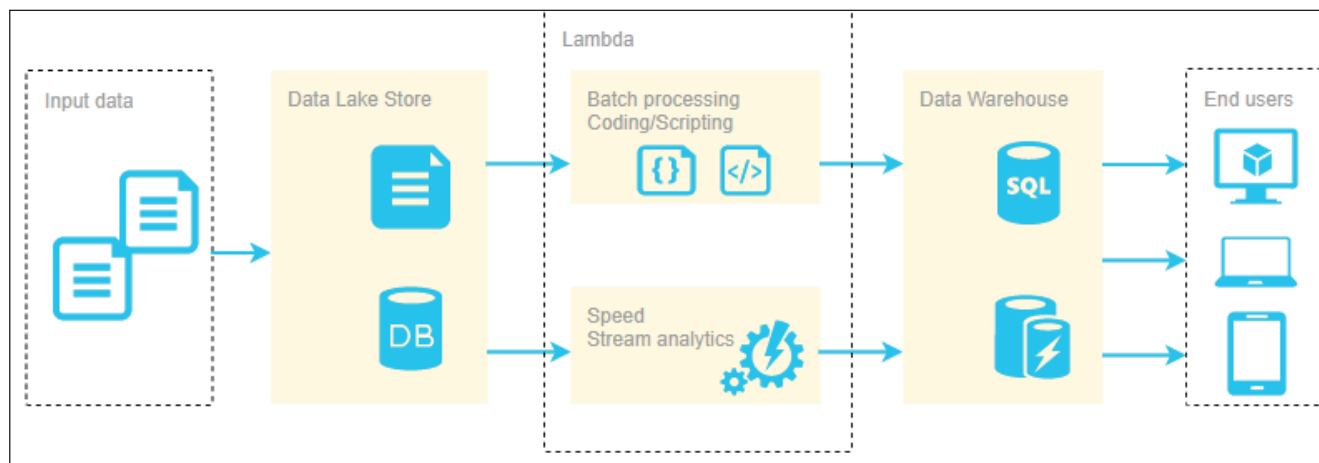 Lambda
Input data
Data Lake Store
Batch processing
Coding/Scripting
Data Warehouse
End users
{}
</>
SQL
DB
Speed
Stream analytics